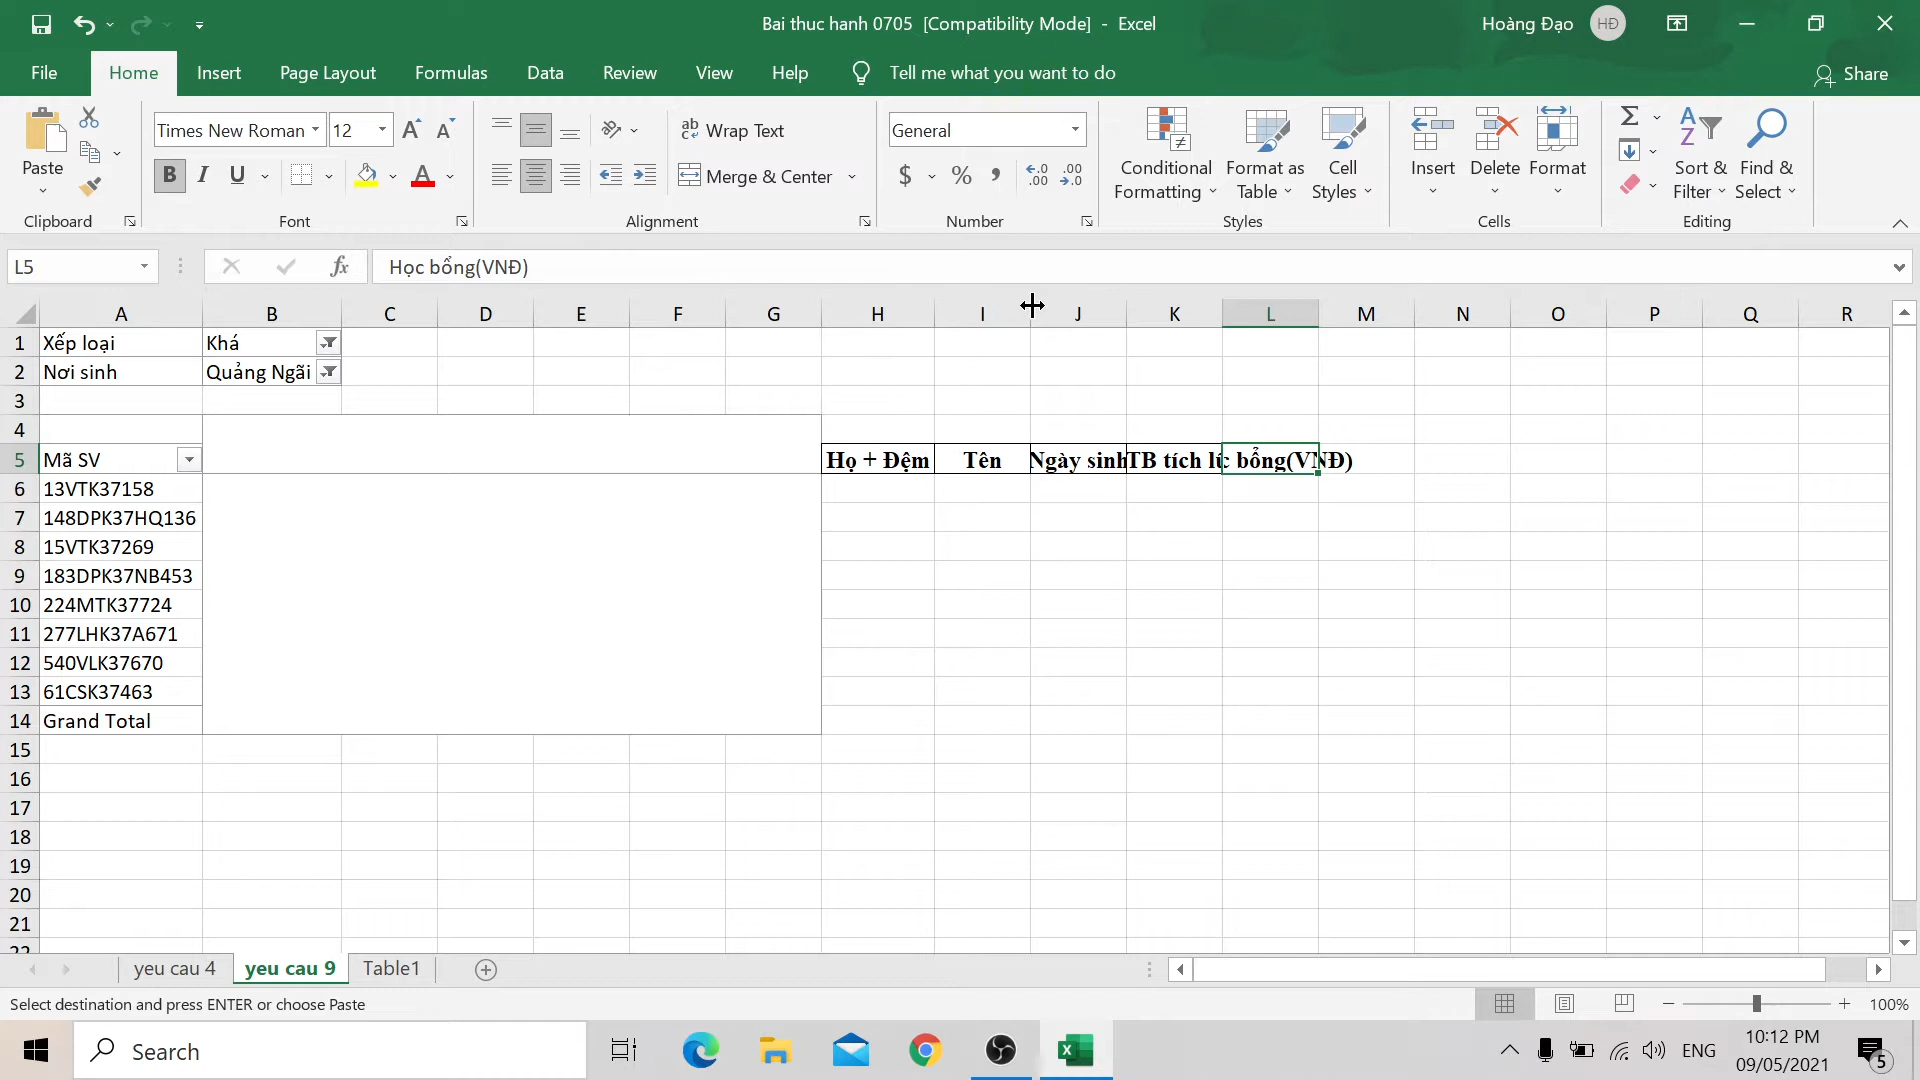 Bai thuc hanh 0705 [Compatibility Mode] - Excel
Hoàng Đạo
HĐ
File
Home
Insert
Page Layout
Formulas
Data
Review
View
Help
Tell me what you want to do
Share
Paste
Times New Roman
12
Wrap Text
General
Merge & Center
Conditional Formatting
Format as Table
Cell Styles
Insert
Delete
Format
Sort & Filter
Find & Select
Clipboard
Font
Alignment
Number
Styles
Cells
Editing
L5
fx
Học bổng(VNĐ)
A B C D E F G H I J K L M N O P Q R
1 Xếp loại Khá
2 Nơi sinh Quảng Ngãi
3
4
5 Mã SV Họ + Đệm Tên Ngày sinh TB tích lũ c bổng(VNĐ)
6 13VTK37158
7 148DPK37HQ136
8 15VTK37269
9 183DPK37NB453
10 224MTK37724
11 277LHK37A671
12 540VLK37670
13 61CSK37463
14 Grand Total
15
16
17
18
19
20
21
22
yeu cau 4
yeu cau 9
Table1
Select destination and press ENTER or choose Paste
100%
Search
ENG
10:12 PM
09/05/2021
5